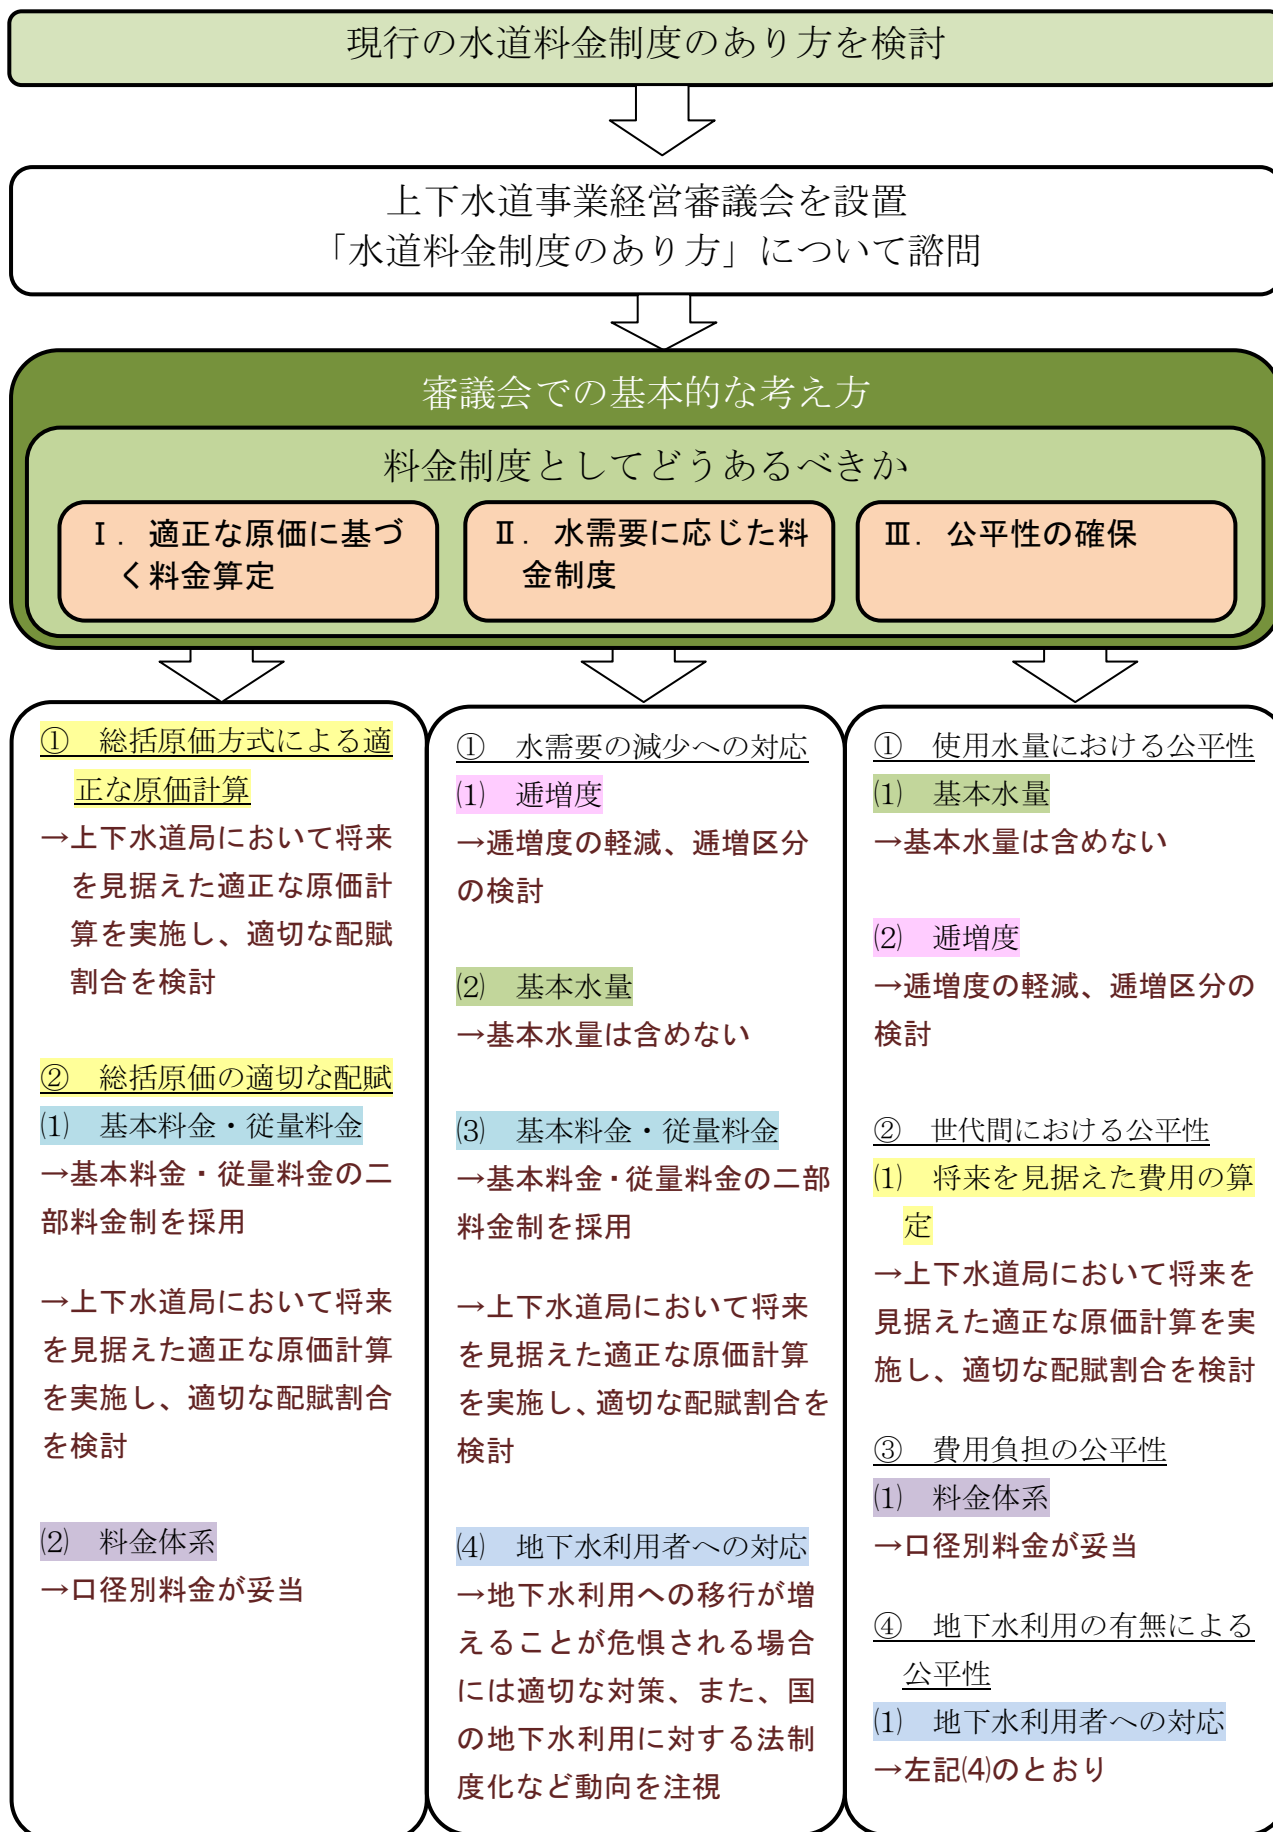 現行の水道料金制度のあり方を検討
上下水道事業経営審議会を設置
「水道料金制度のあり方」について諮問
審議会での基本的な考え方
料金制度としてどうあるべきか
Ⅰ．適正な原価に基づ
く料金算定
Ⅱ．水需要に応じた料
金制度
Ⅲ．公平性の確保
①　総括原価方式による適
正な原価計算
→上下水道局において将来
を見据えた適正な原価計
算を実施し、適切な配賦
割合を検討
②　総括原価の適切な配賦
⑴　基本料金・従量料金
→基本料金・従量料金の二
部料金制を採用
→上下水道局において将来
を見据えた適正な原価計算
を実施し、適切な配賦割合
を検討
⑵　料金体系
→口径別料金が妥当
①　水需要の減少への対応
⑴　逓増度
→逓増度の軽減、逓増区分
の検討
⑵　基本水量
→基本水量は含めない
⑶　基本料金・従量料金
→基本料金・従量料金の二部
料金制を採用
→上下水道局において将来
を見据えた適正な原価計算
を実施し、適切な配賦割合を
検討
⑷　地下水利用者への対応
→地下水利用への移行が増
えることが危惧される場合
には適切な対策、また、国
の地下水利用に対する法制
度化など動向を注視
①　使用水量における公平性
⑴　基本水量
→基本水量は含めない
⑵　逓増度
→逓増度の軽減、逓増区分の
検討
②　世代間における公平性
⑴　将来を見据えた費用の算
定
→上下水道局において将来を
見据えた適正な原価計算を実
施し、適切な配賦割合を検討
③　費用負担の公平性
⑴　料金体系
→口径別料金が妥当
④　地下水利用の有無による
公平性
⑴　地下水利用者への対応
→左記⑷のとおり